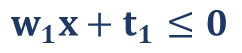 w₁x + t₁ ≤ 0